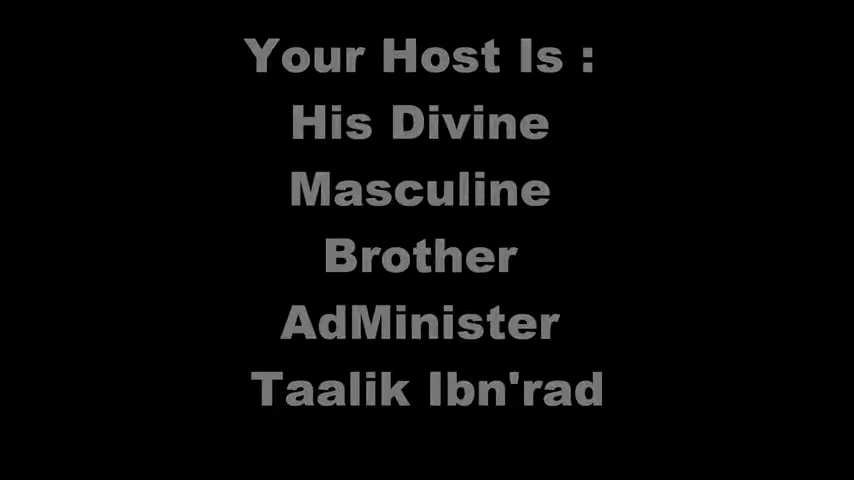 Your Host Is :
His Divine
Masculine
Brother
AdMinister
Taalik Ibn'rad